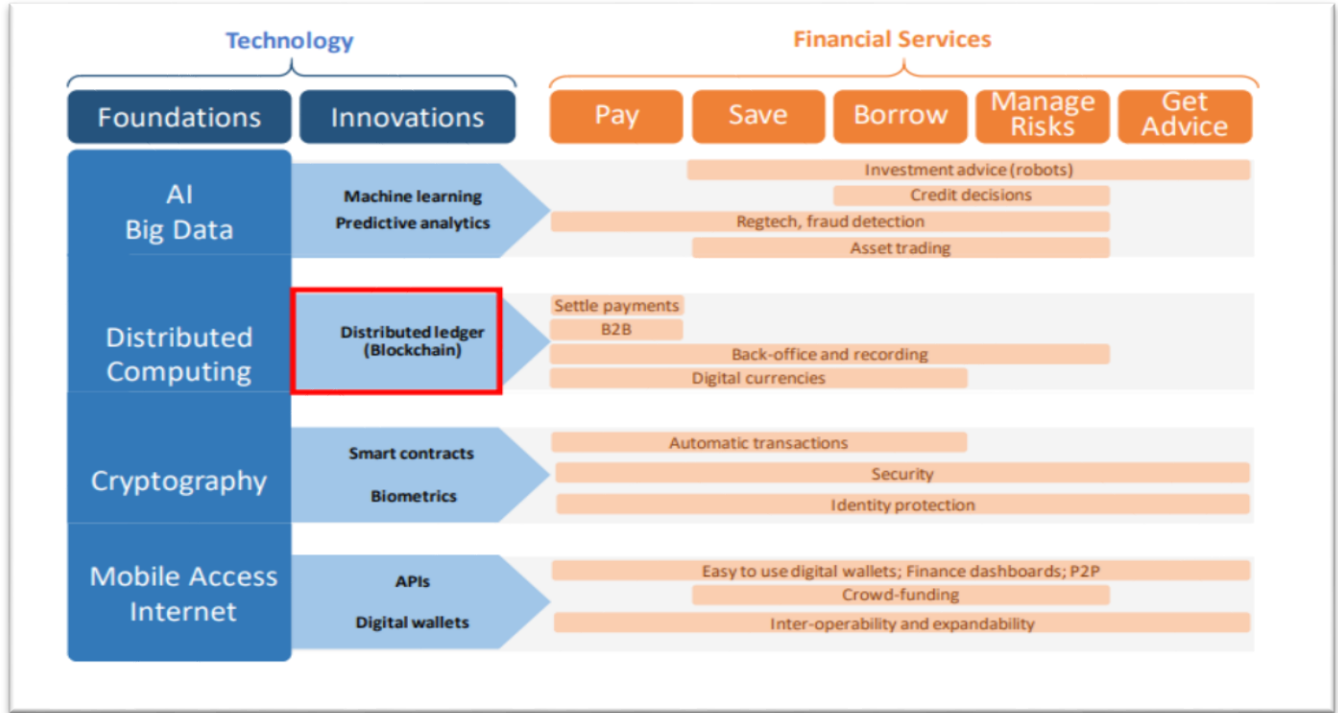 Technology
Financial Services
Foundations
Innovations
Pay
Save
Borrow
Manage
Risks
Get
Advice
AI
Big Data
Machine learning
Predictive analytics
Investment advice (robots)
Credit decisions
Regtech, fraud detection
Asset trading
Distributed
Computing
Distributed ledger
(Blockchain)
Settle payments
B2B
Back-office and recording
Digital currencies
Cryptography
Smart contracts
Biometrics
Automatic transactions
Security
Identity protection
Mobile Access
Internet
APIs
Digital wallets
Easy to use digital wallets; Finance dashboards; P2P
Crowd-funding
Inter-operability and expandability